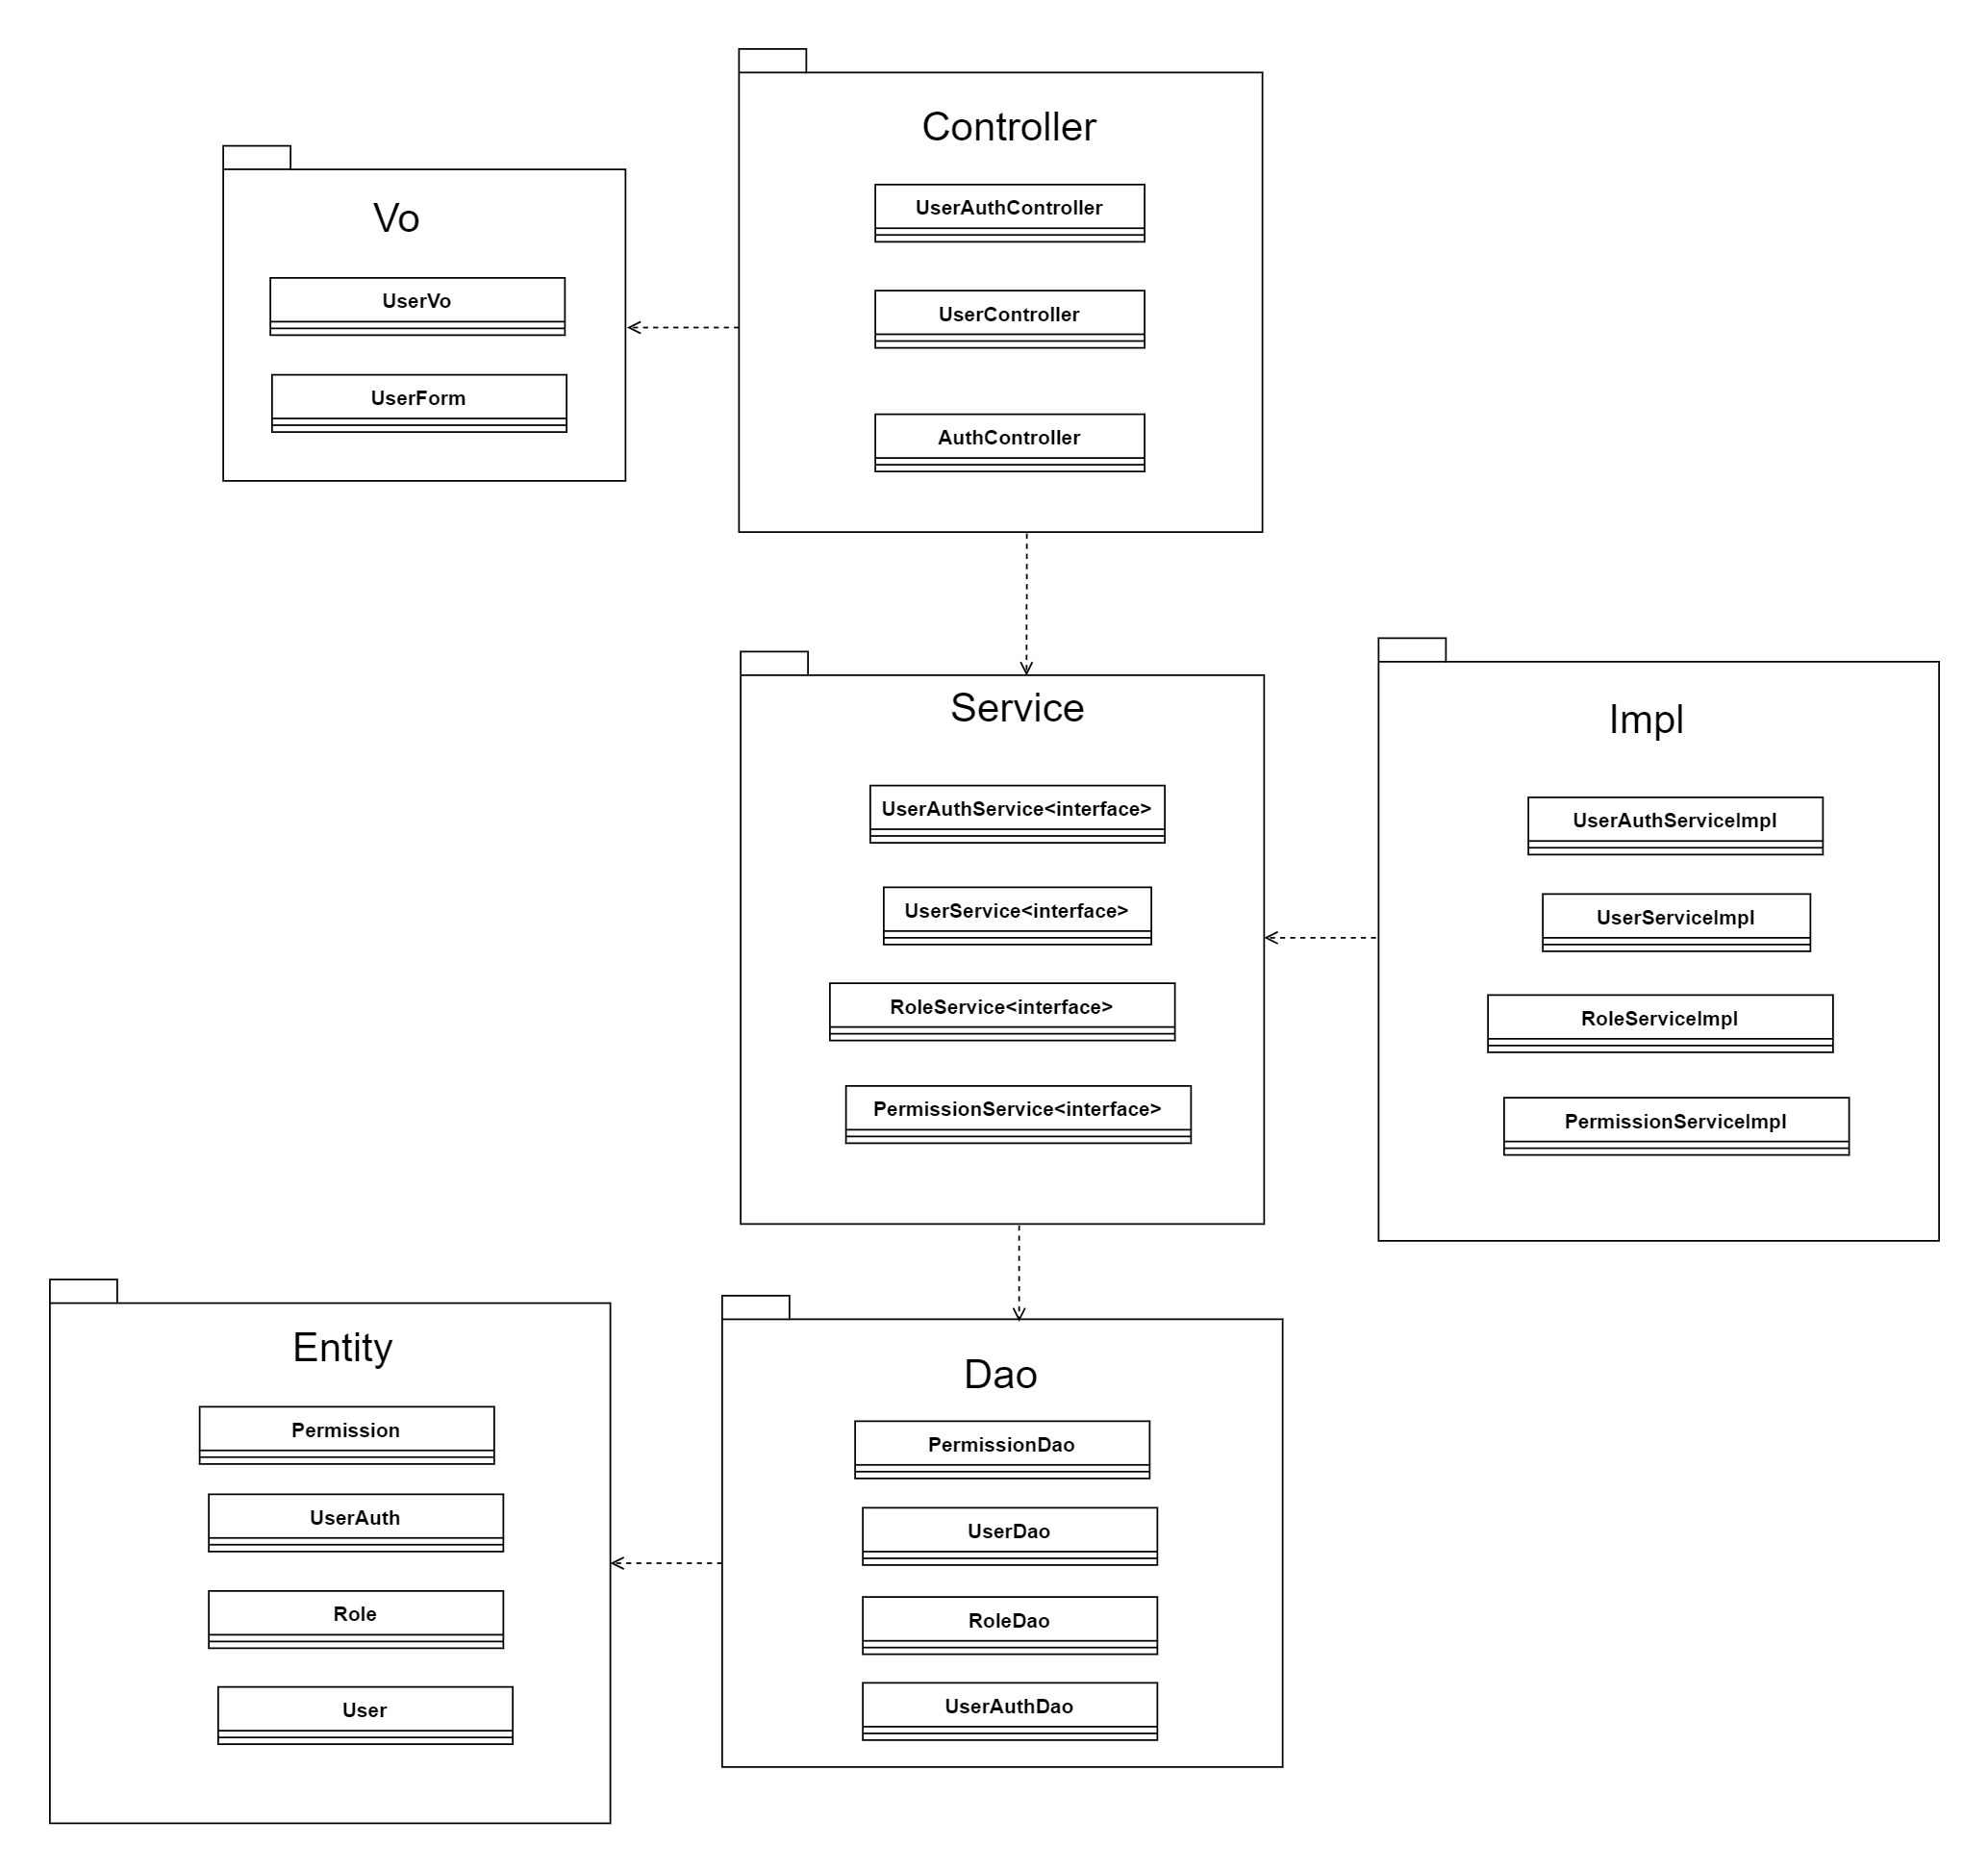 Controller
UserAuthController
UserController
AuthController
Vo
UserVo
UserForm
Service
UserAuthService<interface>
UserService<interface>
RoleService<interface>
PermissionService<interface>
Impl
UserAuthServiceImpl
UserServiceImpl
RoleServiceImpl
PermissionServiceImpl
Entity
Permission
UserAuth
Role
User
Dao
PermissionDao
UserDao
RoleDao
UserAuthDao